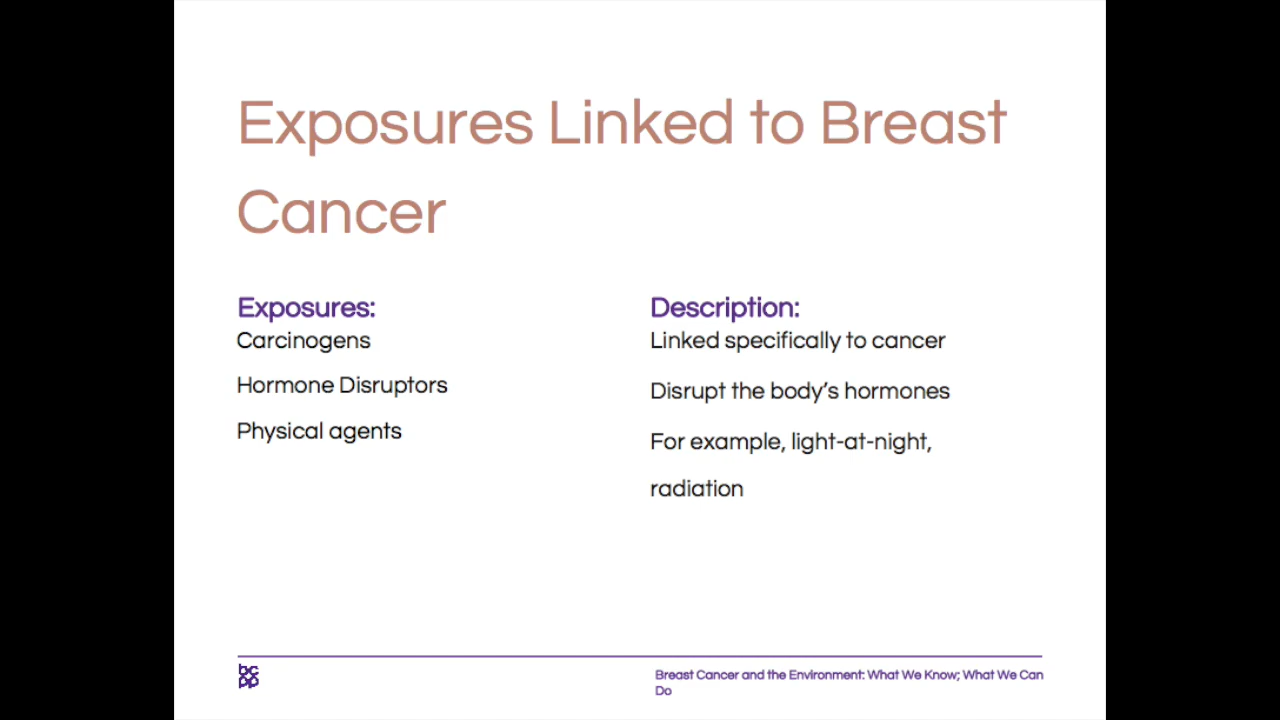 Exposures Linked to Breast
Cancer
Exposures:
Carcinogens
Hormone Disruptors
Physical agents
Description:
Linked specifically to cancer
Disrupt the body’s hormones
For example, light-at-night,
radiation
bc
pp
Breast Cancer and the Environment: What We Know; What We Can
Do